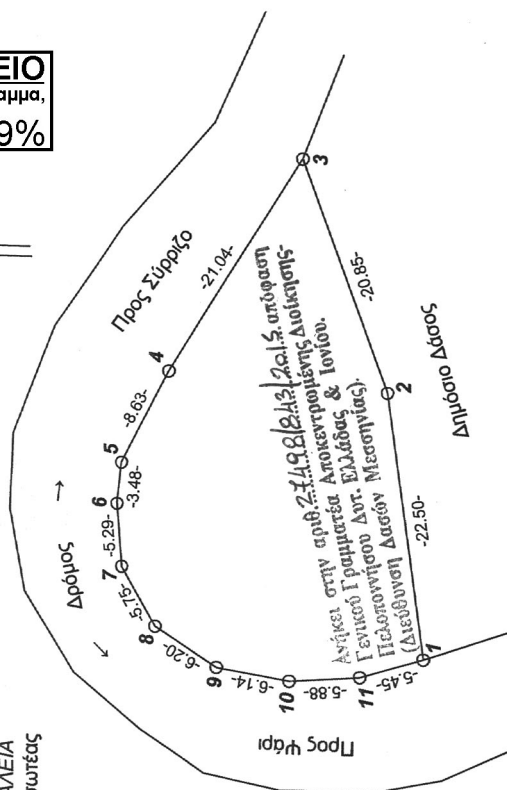 ΕΙΟ
αμμα,
9%
Προς Σύρριζο
3
-21.04-
4
-8.63-
5
-3.48-
6
-5.29-
7
-5.75-
8
-6.20-
9
-6.14-
10
-5.88-
11
-5.45-
1
-22.50-
2
-20.85-
Δρόμος
→
→
Ανήκει στην αριθ. 27498/843/2015 απόφαση
Γενικού Γραμματέα Αποκεντρωμένης Διοίκησης-
Πελοποννήσου Δυτ. Ελλάδας & Ιονίου.
(Διεύθυνση Δασών Μεσσηνίας).
Δημόσιο Δάσος
Προς Ψάρι
ΑΛΕΙΑ
σωτέας